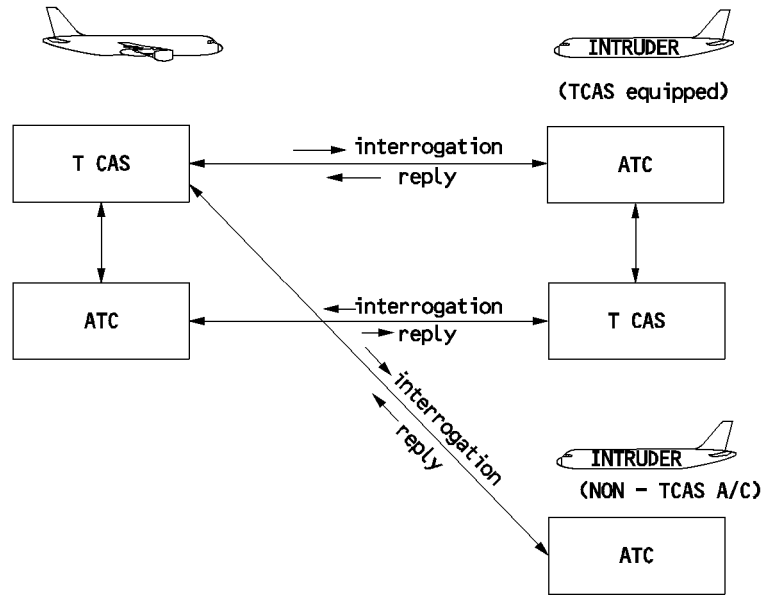 INTRUDER
(TCAS equipped)
T CAS
interrogation
reply
ATC
ATC
interrogation
reply
T CAS
interrogation
reply
INTRUDER
(NON - TCAS A/C)
ATC